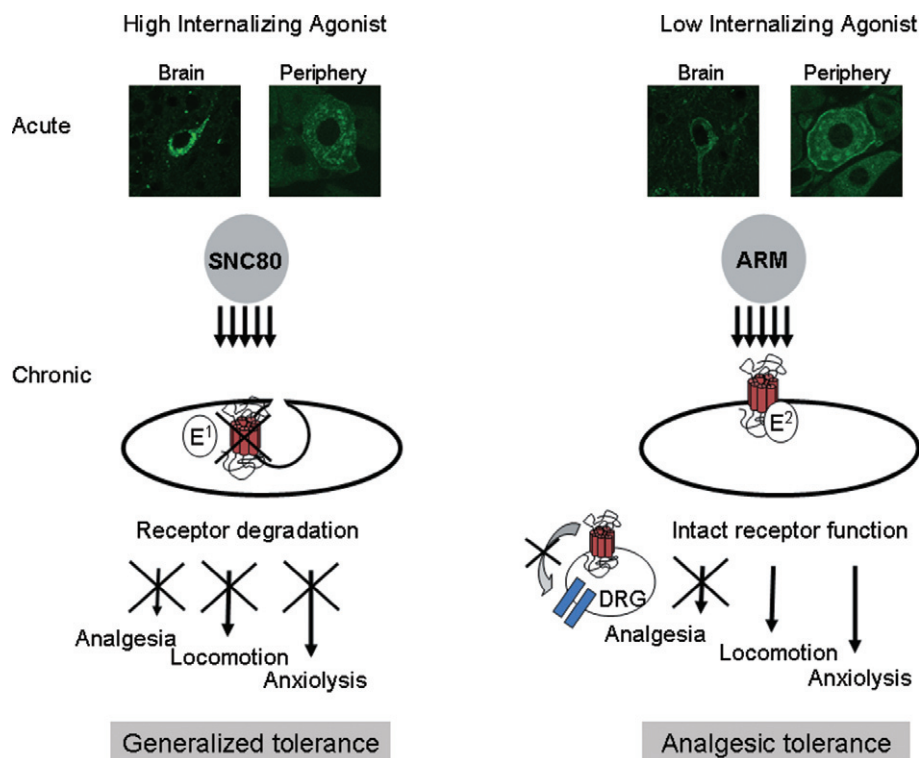 High Internalizing Agonist
Low Internalizing Agonist
Brain
Periphery
Brain
Periphery
Acute
SNC80
ARM
Chronic
E1
E2
Receptor degradation
Intact receptor function
DRG
Analgesia
Locomotion
Anxiolysis
Analgesia
Locomotion
Anxiolysis
Generalized tolerance
Analgesic tolerance